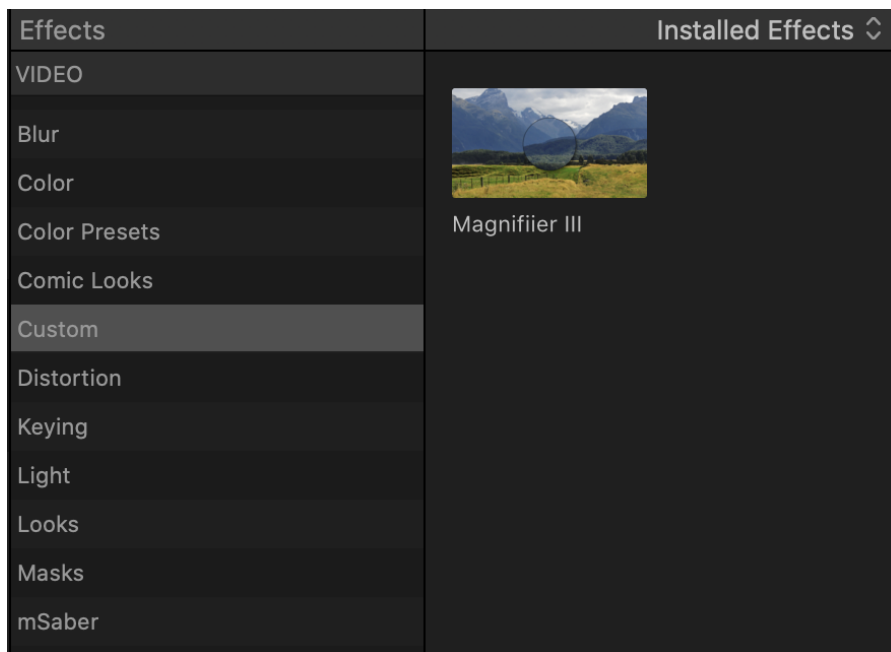 Effects
Installed Effects
VIDEO
Blur
Color
Color Presets
Comic Looks
Custom
Distortion
Keying
Light
Looks
Masks
mSaber
Magnifiier III